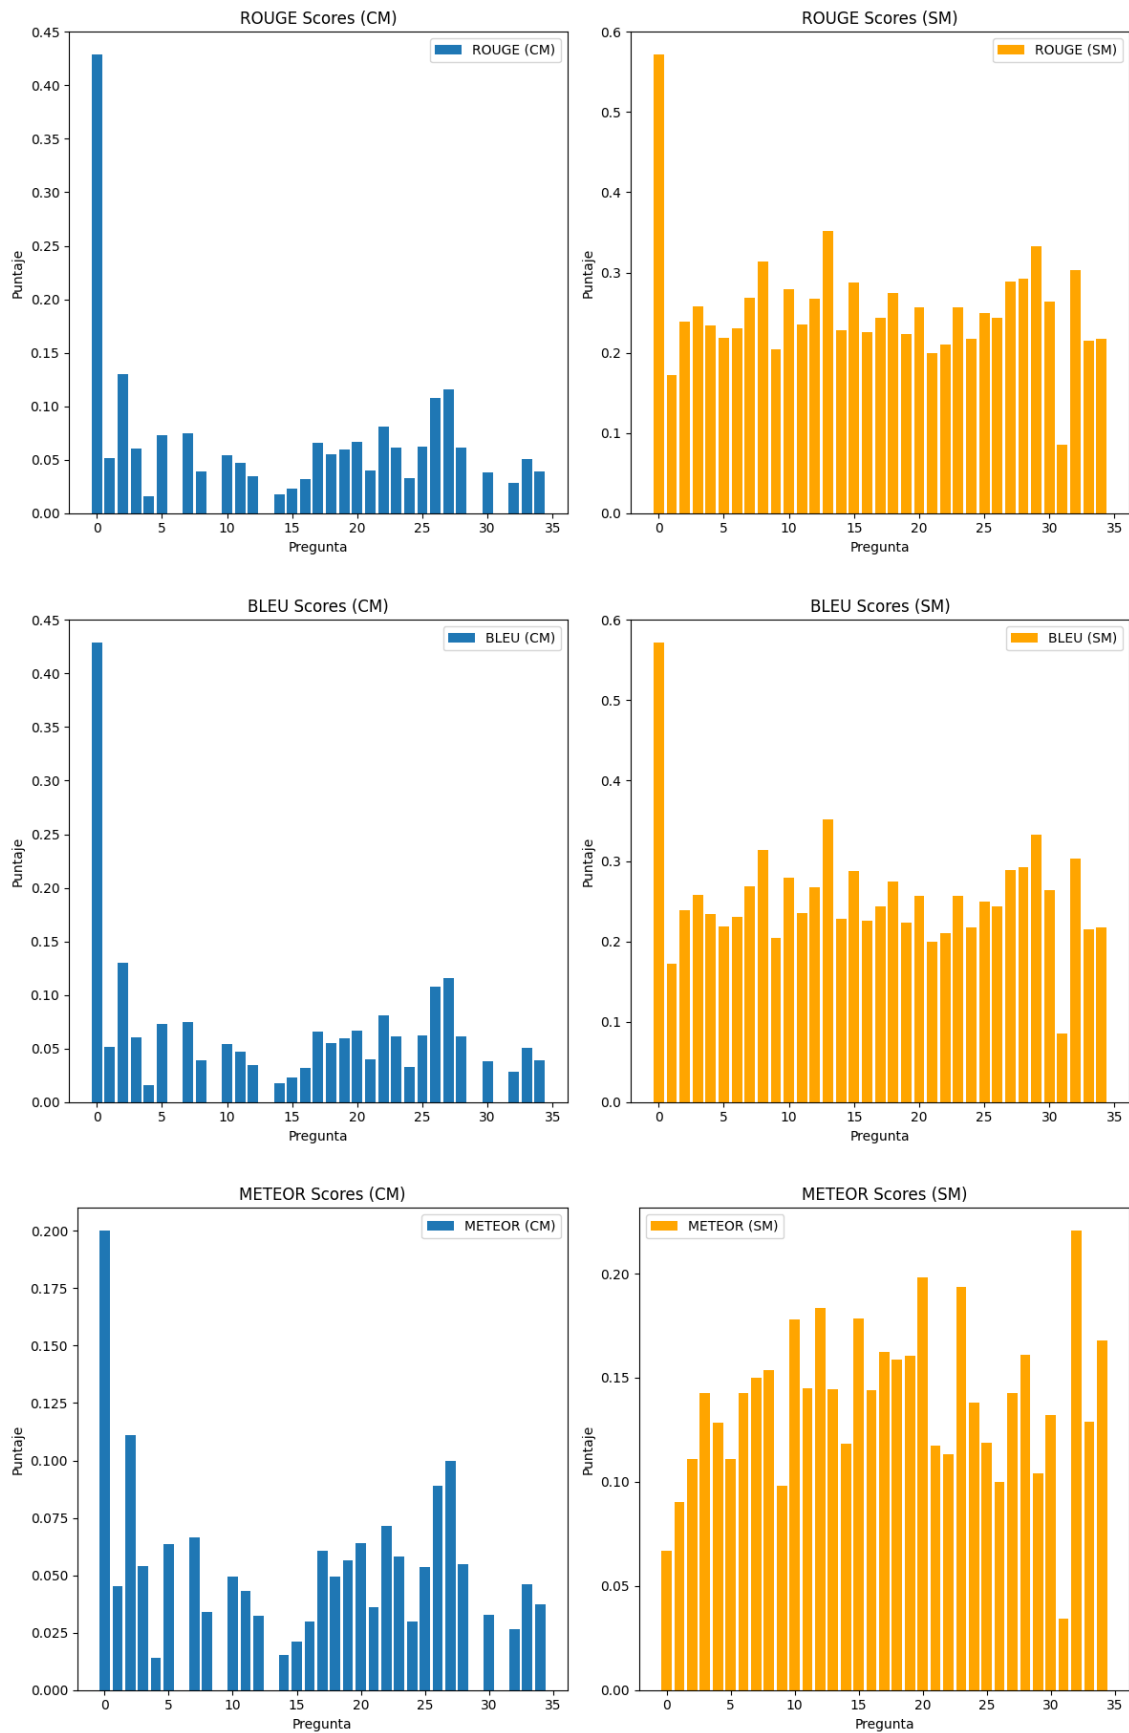 ROUGE Scores (CM)
ROUGE (CM)
0.45
0.40
0.35
0.30
0.25
0.20
0.15
0.10
0.05
0.00
Puntaje
0 5 10 15 20 25 30 35
Pregunta
ROUGE Scores (SM)
ROUGE (SM)
0.6
0.5
0.4
0.3
0.2
0.1
0.0
Puntaje
0 5 10 15 20 25 30 35
Pregunta
BLEU Scores (CM)
BLEU (CM)
0.45
0.40
0.35
0.30
0.25
0.20
0.15
0.10
0.05
0.00
Puntaje
0 5 10 15 20 25 30 35
Pregunta
BLEU Scores (SM)
BLEU (SM)
0.6
0.5
0.4
0.3
0.2
0.1
0.0
Puntaje
0 5 10 15 20 25 30 35
Pregunta
METEOR Scores (CM)
METEOR (CM)
0.200
0.175
0.150
0.125
0.100
0.075
0.050
0.025
0.000
Puntaje
0 5 10 15 20 25 30 35
Pregunta
METEOR Scores (SM)
METEOR (SM)
0.20
0.15
0.10
0.05
0.00
Puntaje
0 5 10 15 20 25 30 35
Pregunta